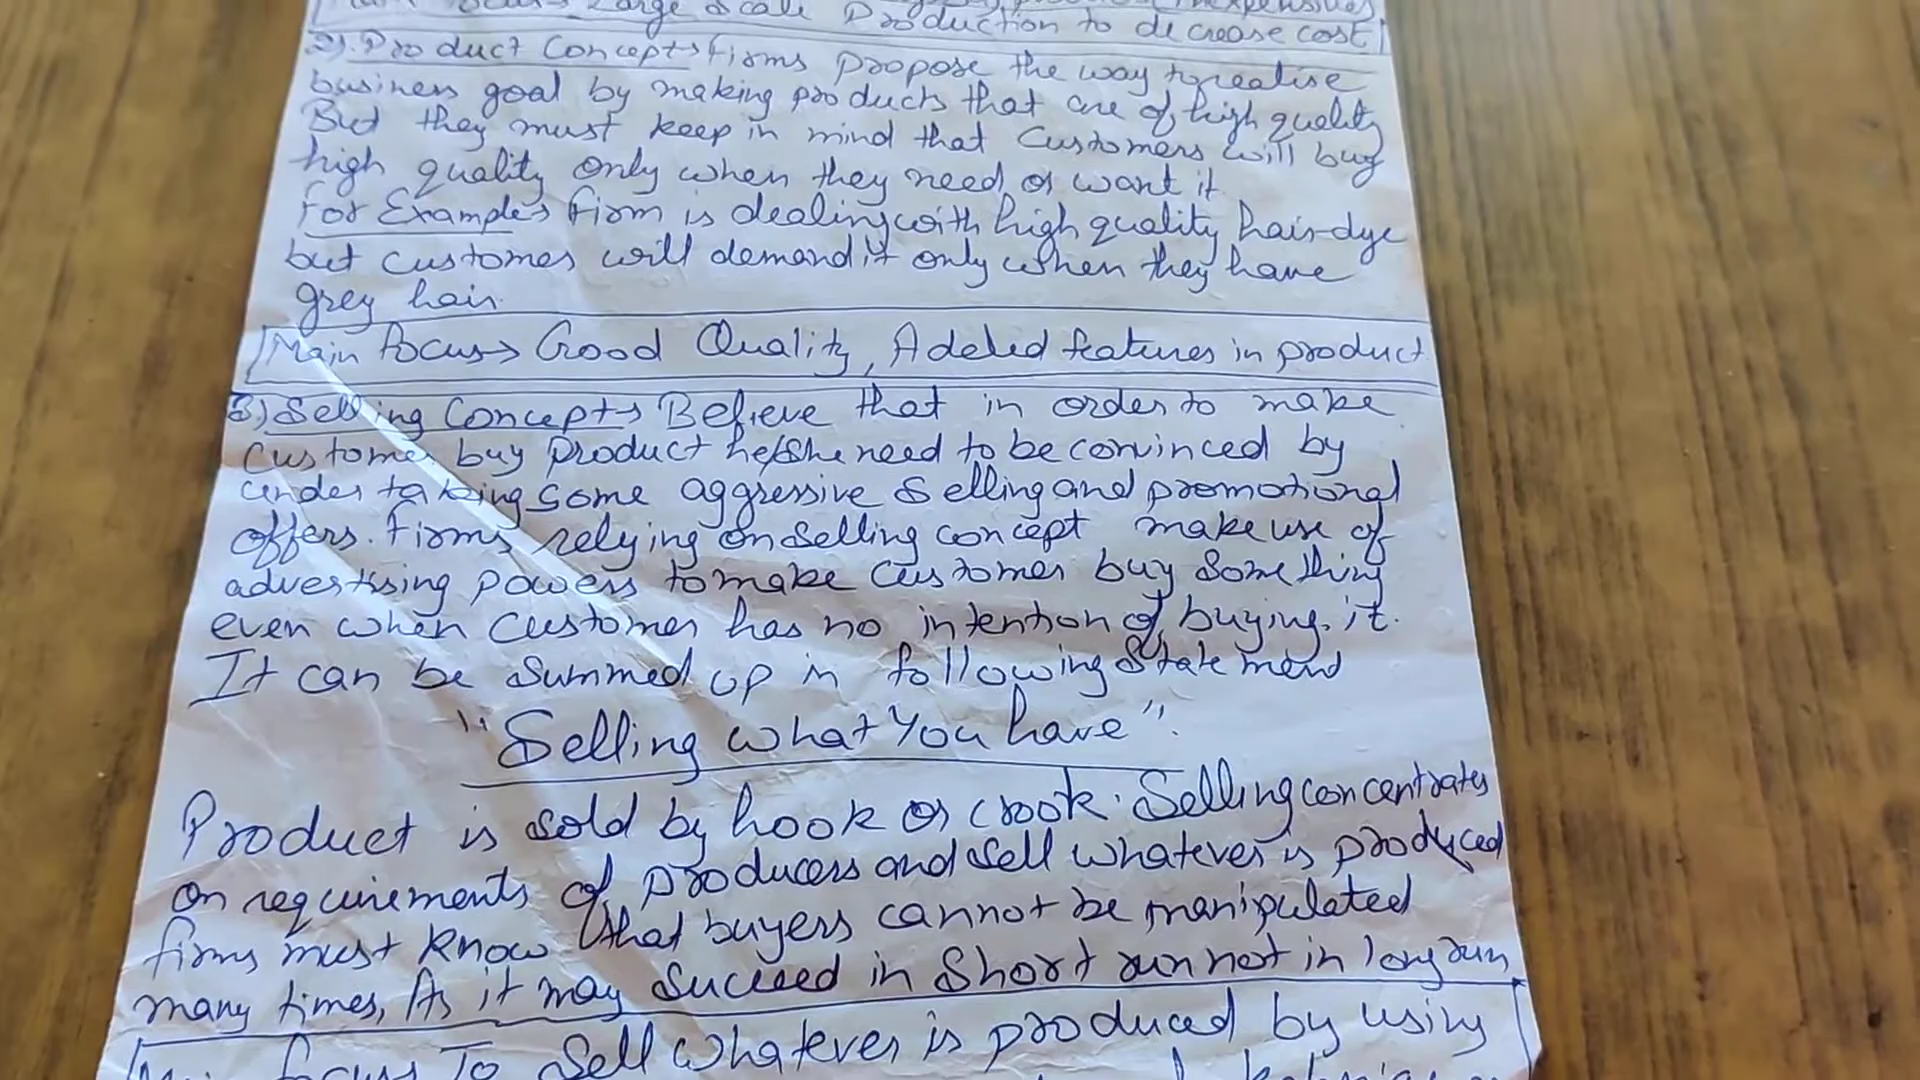 Large Scale Production to decrease cost
2). Product Concept → Firms propose the way to realise
business goal by making products that are of high quality
But they must keep in mind that Customers will buy
high quality only when they need or want it
For Example → Firm is dealing with high quality hair-dye
but customer will demand it only when they have
grey hair.
Main Focus → Good Quality, Added features in product
3) Selling Concept → Believe that in order to make
customer buy product he/she need to be convinced by
undertaking some aggressive selling and promotional
offers. Firms relying on selling concept make use of
advertising powers to make customer buy something
even when customer has no intention of buying it.
It can be summed up in following statement
"Selling what You have".
Product is sold by hook or crook. Selling concentrates
on requirements of producers and sell whatever is produced
firms must know that buyers cannot be manipulated
many times, As it may succeed in short run not in long run
focus To Sell whatever is produced by using